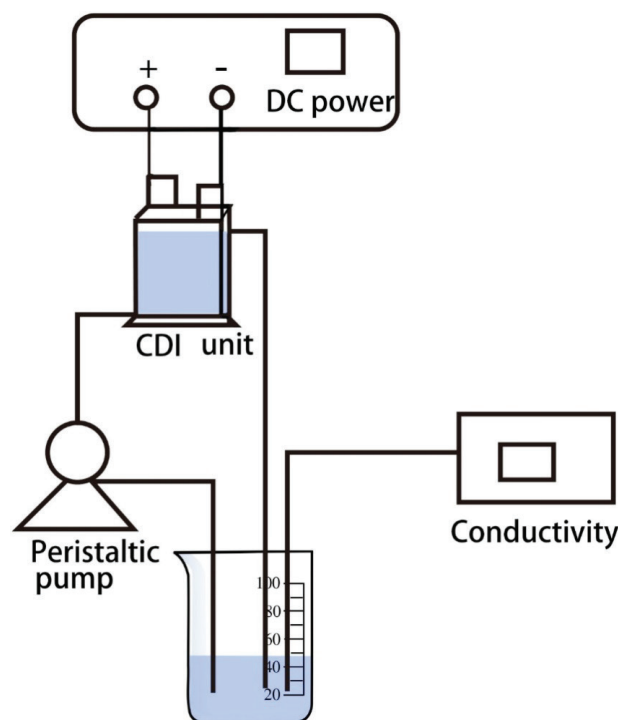 + -
DC power
CDI unit
Conductivity
Peristaltic
pump
100
80
60
40
20